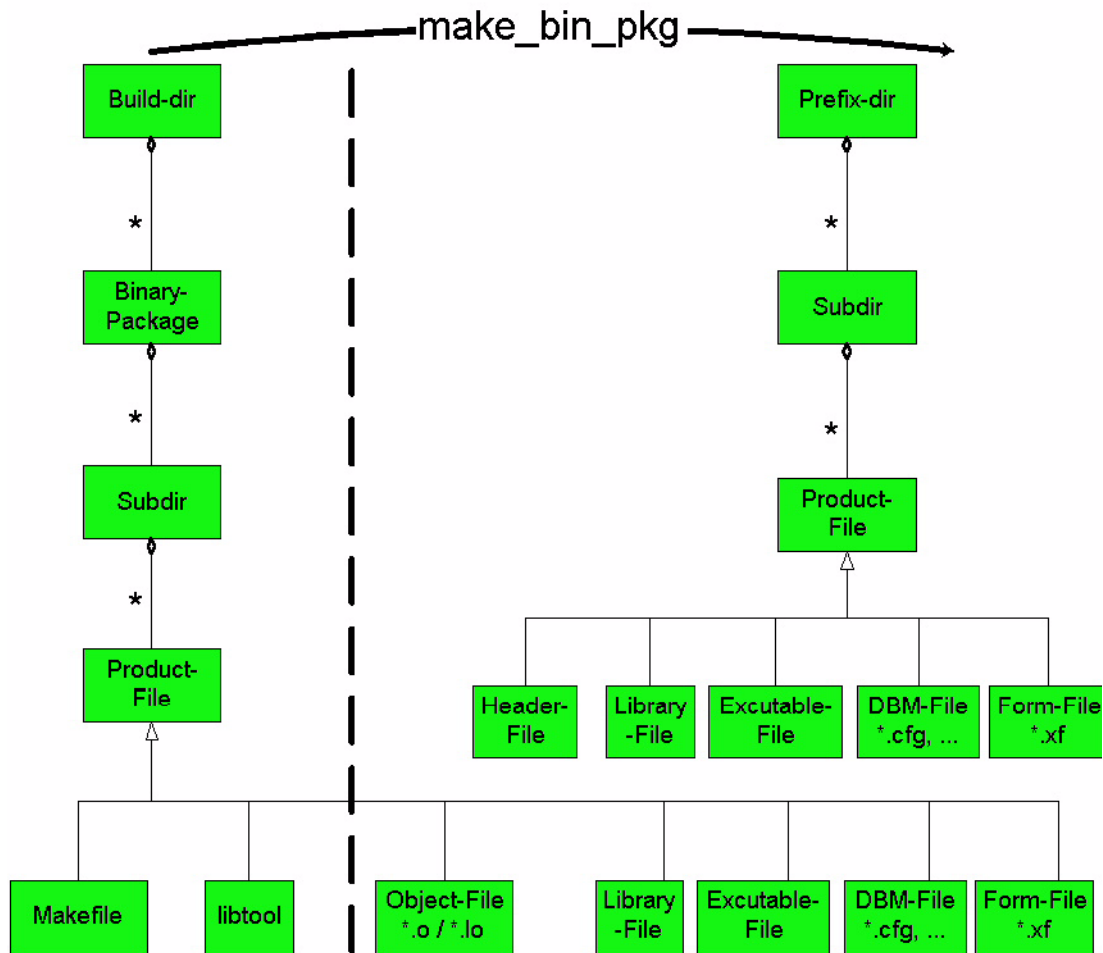 make_bin_pkg
Build-dir
Prefix-dir
*
*
Binary-
Package
Subdir
*
*
Subdir
Product-
File
*
Product-
File
Header-
File
Library
-File
Excutable-
File
DBM-File
*.cfg, ...
Form-File
*.xf
Makefile
libtool
Object-File
*.o / *.lo
Library
-File
Excutable-
File
DBM-File
*.cfg, ...
Form-File
*.xf